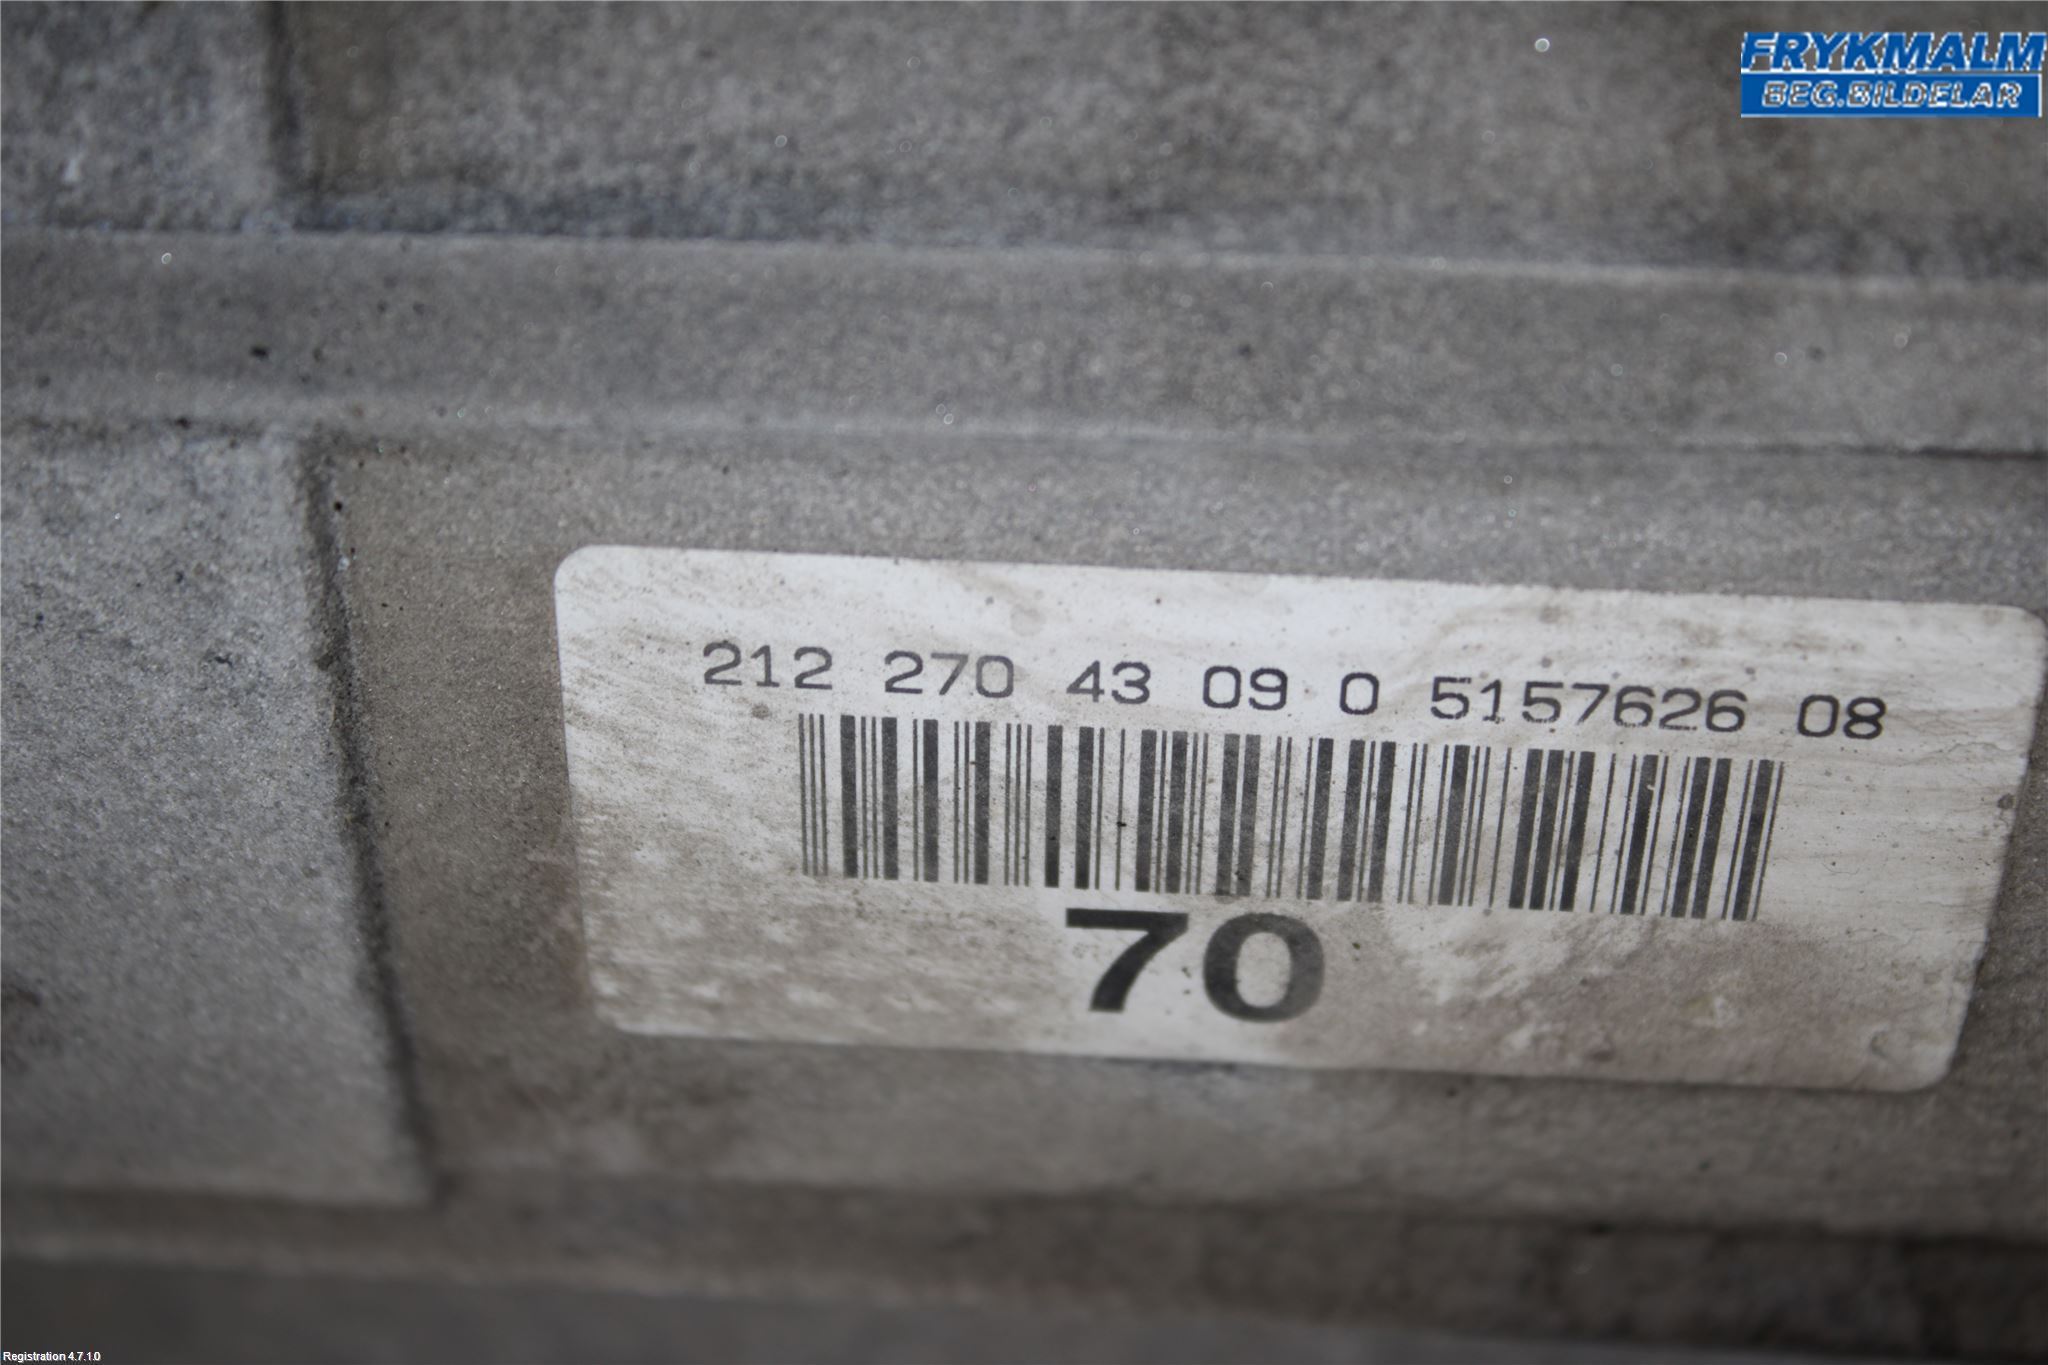 FRYKMALM
BEG.BILDELAR
212 270 43 09 0 5157626 08
70
Registration 4.7.1.0